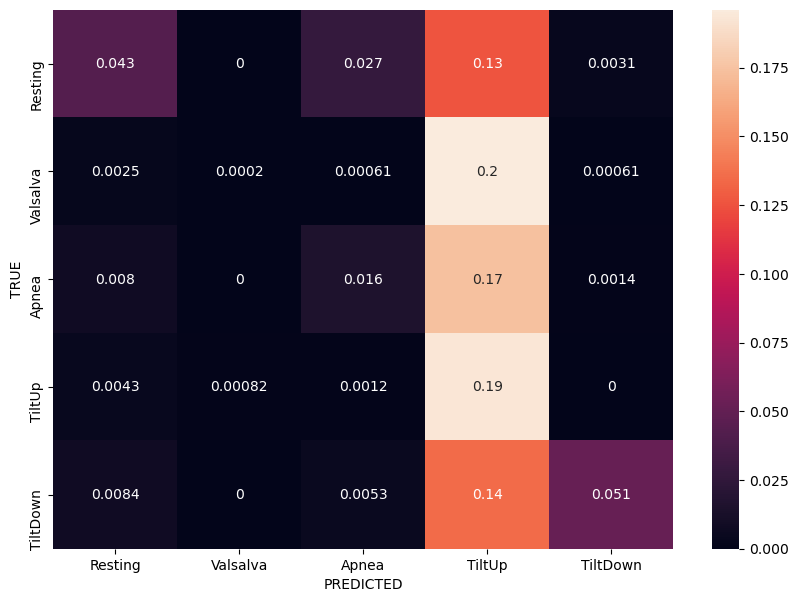 TRUE
Resting
0.043 0 0.027 0.13 0.0031
Valsalva
0.0025 0.0002 0.00061 0.2 0.00061
Apnea
0.008 0 0.016 0.17 0.0014
TiltUp
0.0043 0.00082 0.0012 0.19 0
TiltDown
0.0084 0 0.0053 0.14 0.051
Resting Valsalva Apnea TiltUp TiltDown
PREDICTED
0.175
0.150
0.125
0.100
0.075
0.050
0.025
0.000